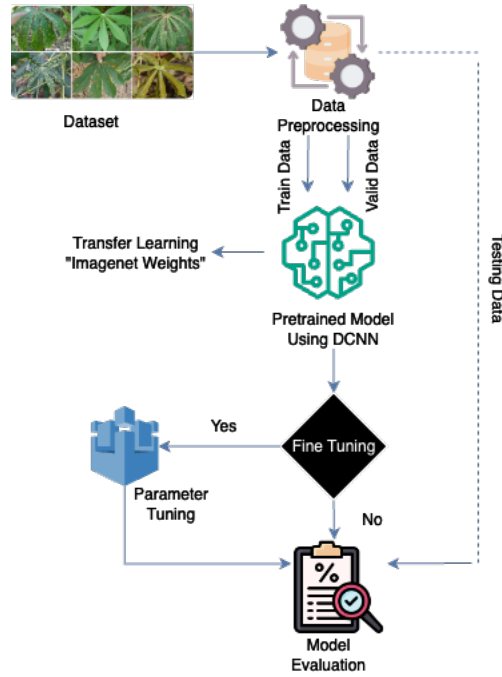 Dataset
Data
Preprocessing
Train Data
Valid Data
Testing Data
Transfer Learning
"Imagenet Weights"
Pretrained Model
Using DCNN
Yes
Fine Tuning
Parameter
Tuning
No
%
Model
Evaluation